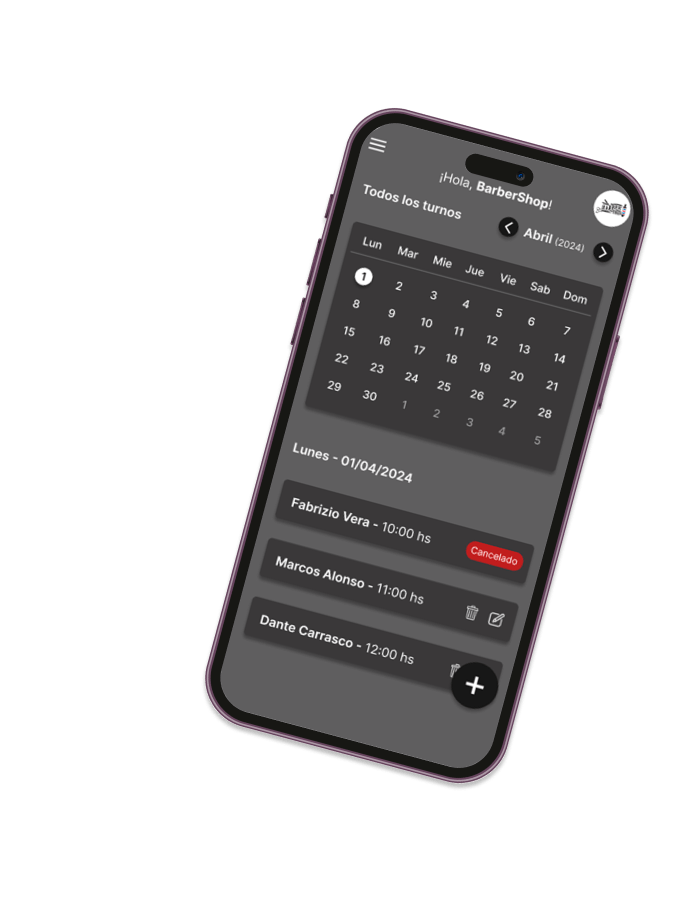 ¡Hola, BarberShop!
Todos los turnos
Abril (2024)
Lun Mar Mie Jue Vie Sab Dom
1 2 3 4 5 6 7
8 9 10 11 12 13 14
15 16 17 18 19 20 21
22 23 24 25 26 27 28
29 30 1 2 3 4 5
Lunes - 01/04/2024
Fabrizio Vera - 10:00 hs
Cancelado
Marcos Alonso - 11:00 hs
Dante Carrasco - 12:00 hs